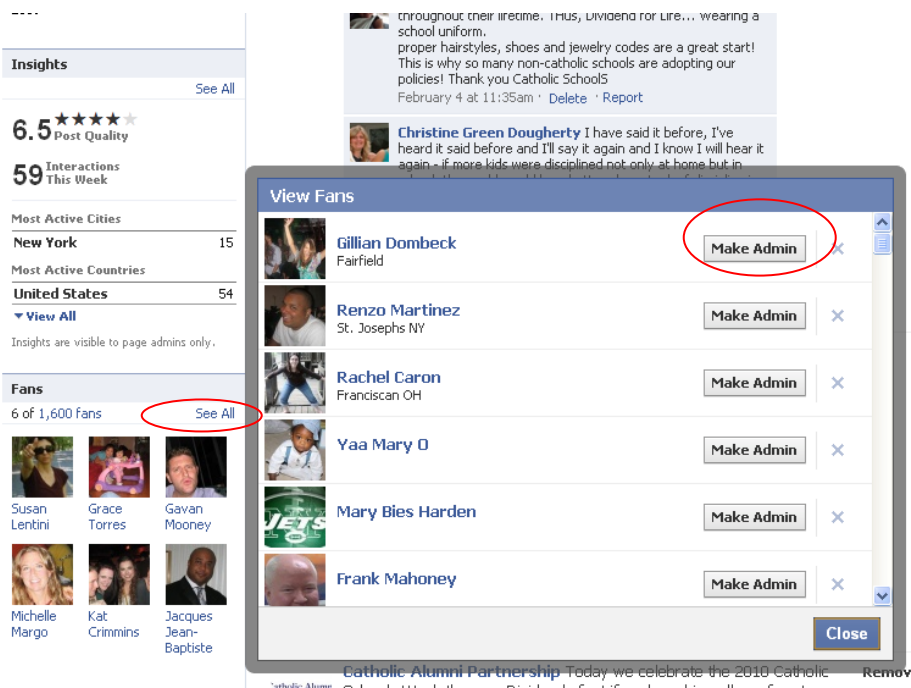 throughout their lifetime. THus, Dividend for Life... wearing a
school uniform.
proper hairstyles, shoes and jewelry codes are a great start!
This is why so many non-catholic schools are adopting our
policies! Thank you Catholic SchoolS
February 4 at 11:35am · Delete · Report
Christine Green Dougherty I have said it before, I've
heard it said before and I'll say it again and I know I will hear it
again - if more kids were disciplined not only at home but in
Insights
See All
6.5 Post Quality
59 Interactions
This Week
Most Active Cities
New York 15
Most Active Countries
United States 54
View All
Insights are visible to page admins only.
Fans
6 of 1,600 fans See All
Susan
Lentini
Grace
Torres
Gavan
Mooney
Michelle
Margo
Kat
Crimmins
Jacques
Jean-
Baptiste
View Fans
Gillian Dombeck
Fairfield
Make Admin
Renzo Martinez
St. Josephs NY
Make Admin
Rachel Caron
Franciscan OH
Make Admin
Yaa Mary O
Make Admin
JETS
Mary Bies Harden
Make Admin
Frank Mahoney
Make Admin
Close
Catholic Alumni Partnership Today we celebrate the 2010 Catholic
Remov